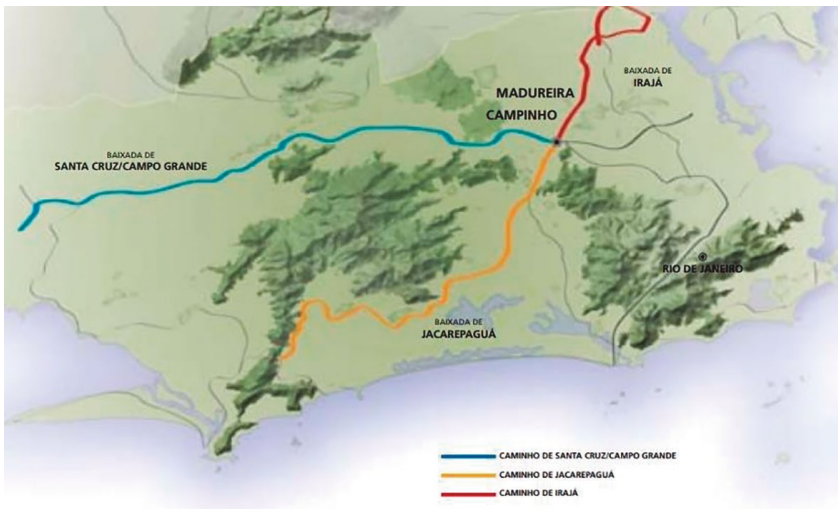 MADUREIRA
CAMPINHO
BAIXADA DE
IRAJÁ
BAIXADA DE
SANTA CRUZ/CAMPO GRANDE
RIO DE JANEIRO
BAIXADA DE
JACAREPAGUÁ
CAMINHO DE SANTA CRUZ/CAMPO GRANDE
CAMINHO DE JACAREPAGUÁ
CAMINHO DE IRAJÁ